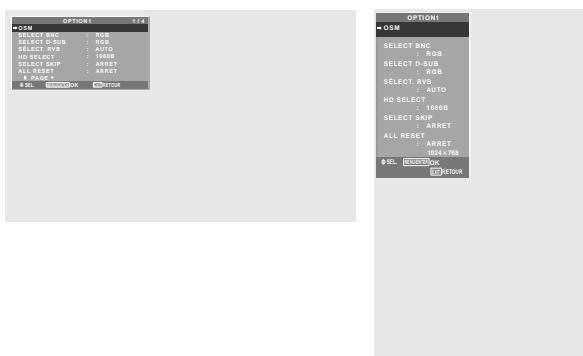 OPTION1 1 / 4
OSM
SELECT BNC : RGB
SELECT D-SUB : RGB
SÉLECT. RVB : AUTO
HD SELECT : 1080B
SELECT SKIP : ARRET
ALL RESET : ARRET
PAGE +
SEL. OK RETOUR
OPTION1
OSM
SELECT BNC
: RGB
SELECT D-SUB
: RGB
SÉLECT. RVB
: AUTO
HD SELECT
: 1080B
SELECT SKIP
: ARRET
ALL RESET
: ARRET
1024×768
SEL. MENU/ENTER OK
EXIT RETOUR